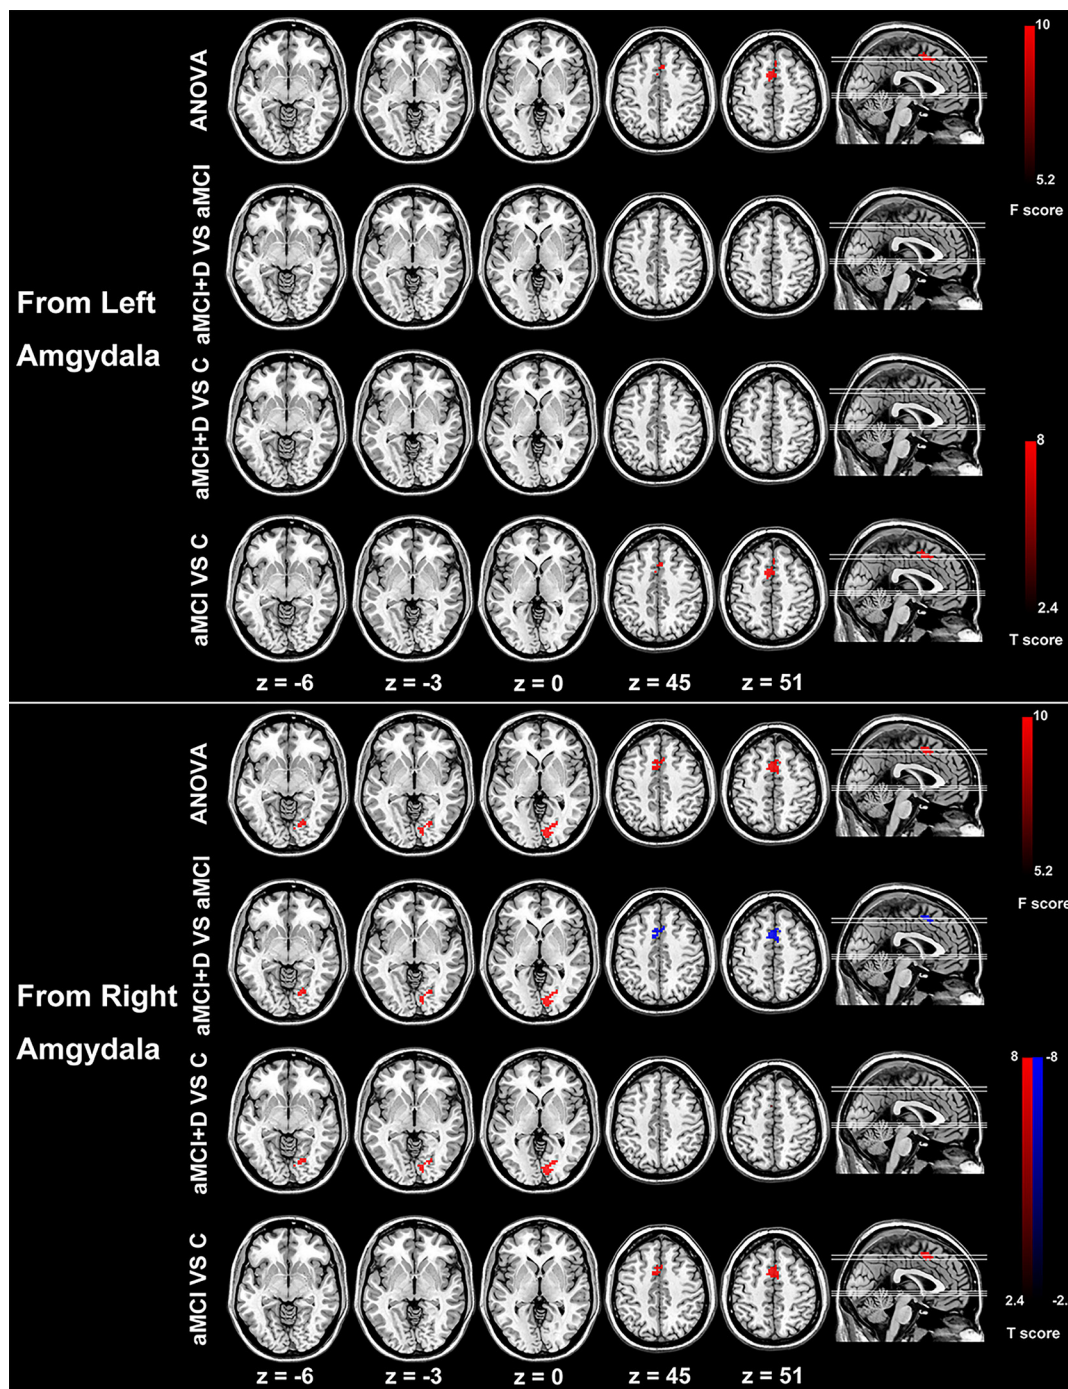 ANOVA
aMCI+D VS aMCI
aMCI+D VS C
aMCI VS C
From Left
Amgydala
10
5.2
F score
8
2.4
T score
z = -6 z = -3 z = 0 z = 45 z = 51
ANOVA
aMCI+D VS aMCI
aMCI+D VS C
aMCI VS C
From Right
Amgydala
10
5.2
F score
8 -8
2.4 -2.
T score
z = -6 z = -3 z = 0 z = 45 z = 51